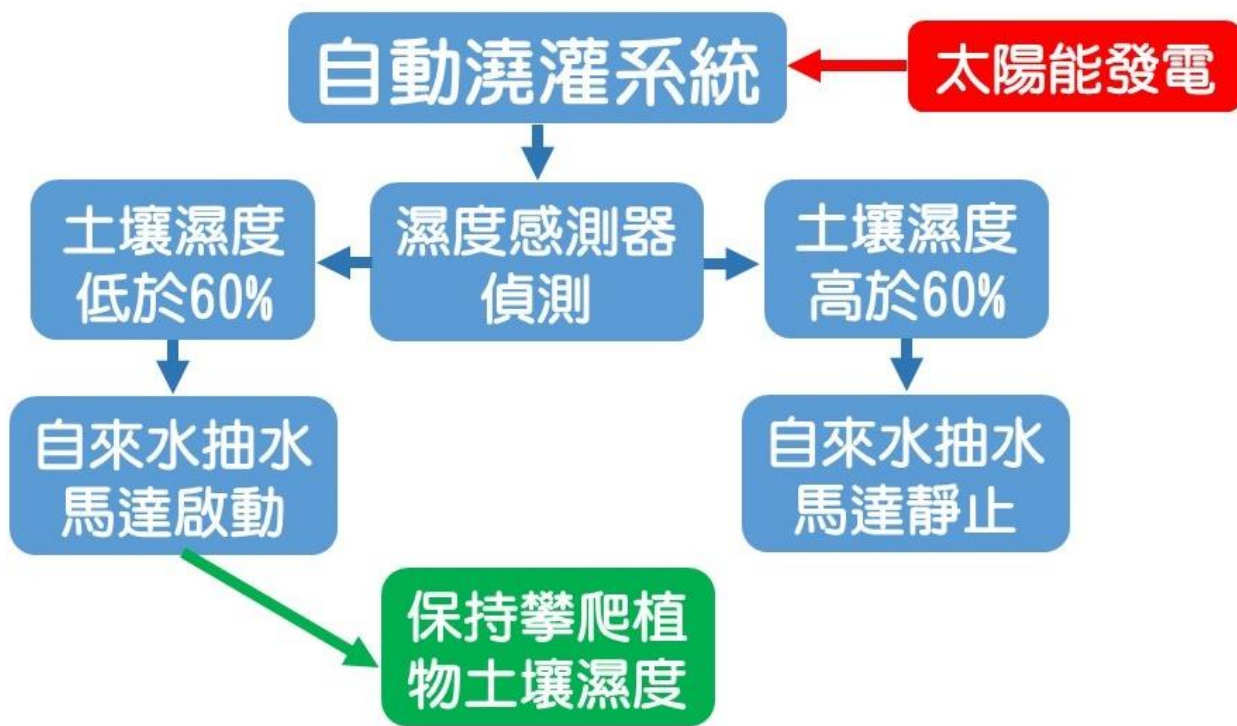 自動澆灌系統
太陽能發電
土壤濕度
低於60%
濕度感測器
偵測
土壤濕度
高於60%
自來水抽水
馬達啟動
自來水抽水
馬達靜止
保持攀爬植
物土壤濕度